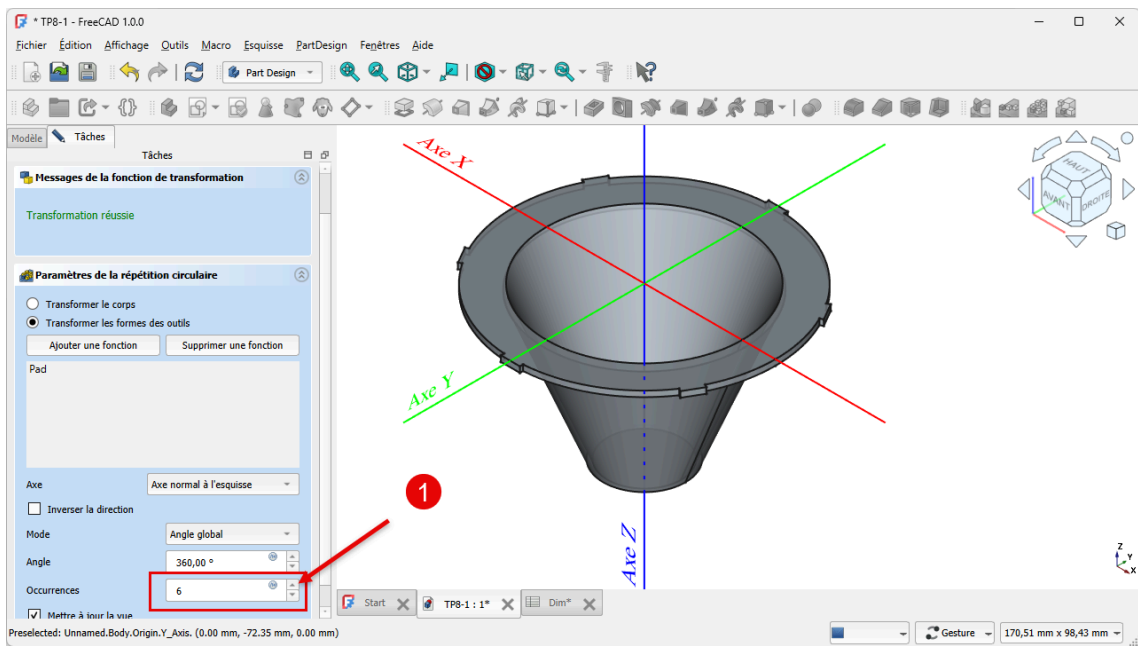 * TP8-1 - FreeCAD 1.0.0
Fichier Édition Affichage Outils Macro Esquisse PartDesign Fenêtres Aide
Part Design
Modèle Tâches
Tâches
Messages de la fonction de transformation
Transformation réussie
Paramètres de la répétition circulaire
Transformer le corps
Transformer les formes des outils
Ajouter une fonction Supprimer une fonction
Pad
Axe Axe normal à l'esquisse
Inverser la direction
Mode Angle global
Angle 360,00 °
Occurrences 6
Mettre à jour la vue
1
Axe X
Axe Y
Axe Z
HAUT
AVANT
DROITE
Z
Y
X
Start TP8-1 : 1* Dim*
Preselected: Unnamed.Body.Origin.Y_Axis. (0.00 mm, -72.35 mm, 0.00 mm)
Gesture 170,51 mm x 98,43 mm